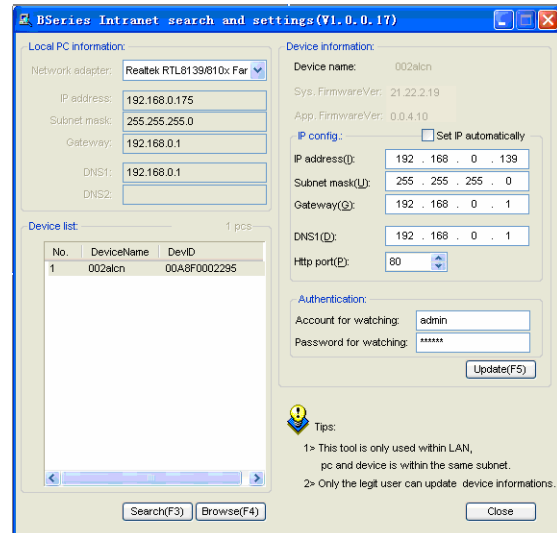 BSeries Intranet search and settings(V1.0.0.17)
Local PC information:
Network adapter: Realtek RTL8139/810x Far
IP address: 192.168.0.175
Subnet mask: 255.255.255.0
Gateway: 192.168.0.1
DNS1: 192.168.0.1
DNS2:
Device list: 1 pcs
No. DeviceName DevID
1 002alcn 00A8F0002295
Search(F3) Browse(F4)
Device information:
Device name: 002alcn
Sys. FirmwareVer: 21.22.2.19
App. FirmwareVer: 0.0.4.10
IP config.: Set IP automatically
IP address(I): 192 . 168 . 0 . 139
Subnet mask(U): 255 . 255 . 255 . 0
Gateway(G): 192 . 168 . 0 . 1
DNS1(D): 192 . 168 . 0 . 1
Http port(P): 80
Authentication:
Account for watching: admin
Password for watching: ******
Update(F5)
Tips:
1> This tool is only used within LAN,
pc and device is within the same subnet.
2> Only the legit user can update device informations.
Close